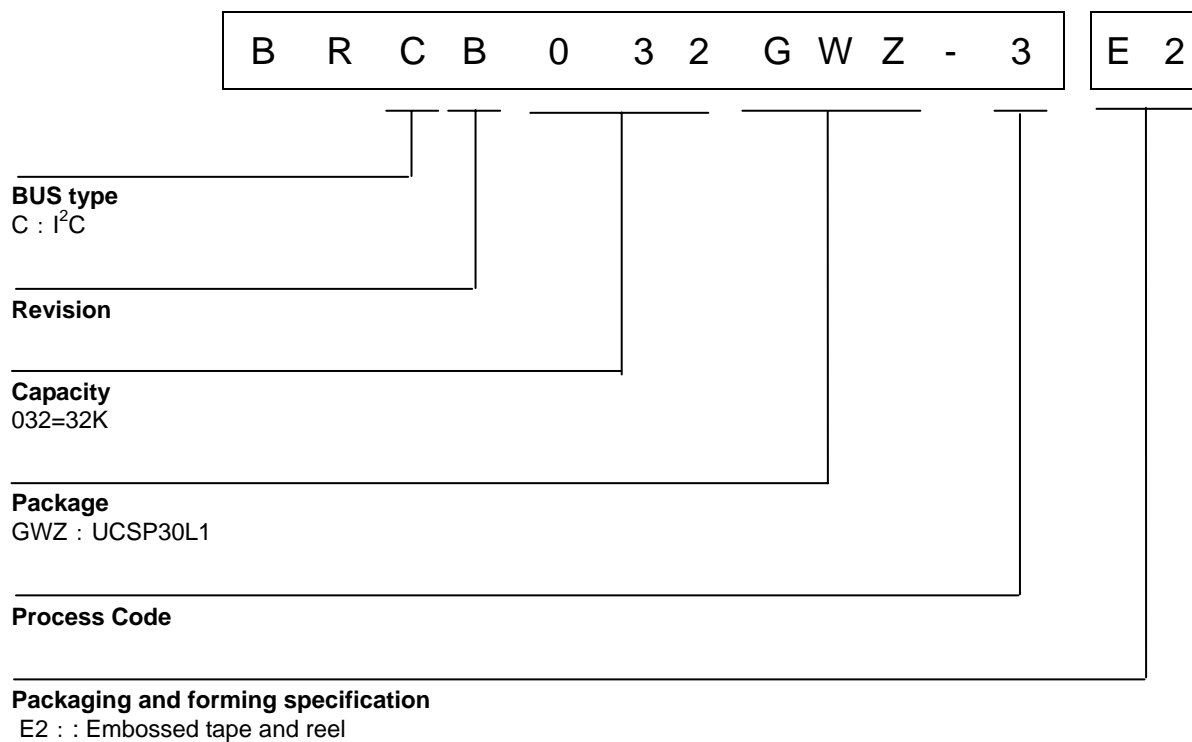 B R C B 0 3 2 G W Z - 3 E 2
BUS type
C : I²C
Revision
Capacity
032=32K
Package
GWZ : UCSP30L1
Process Code
Packaging and forming specification
E2 : : Embossed tape and reel